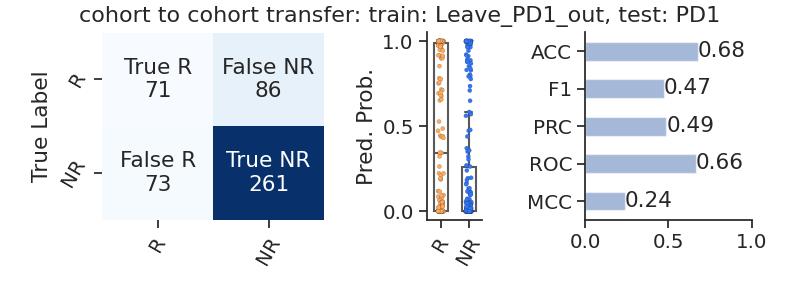 cohort to cohort transfer: train: Leave_PD1_out, test: PD1
True Label
R
NR
True R
71
False NR
86
False R
73
True NR
261
R
NR
Pred. Prob.
1.0
0.5
0.0
R
NR
ACC
0.68
F1
0.47
PRC
0.49
ROC
0.66
MCC
0.24
0.0
0.5
1.0